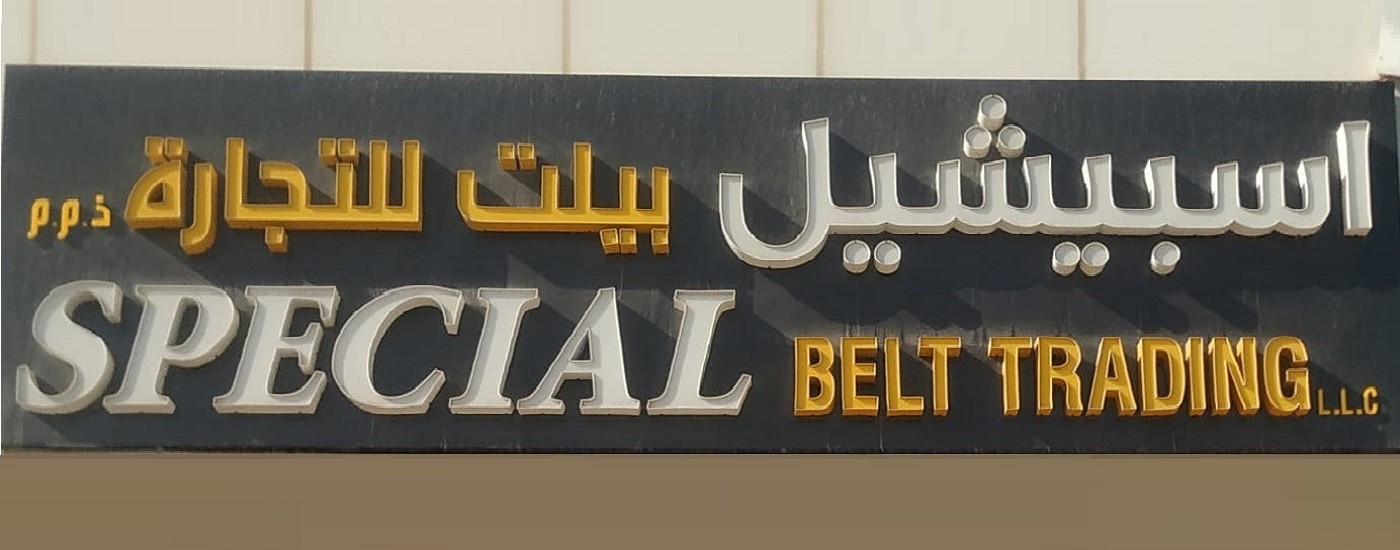 اسبيشيل بيلت للتجارة ذ.م.م
SPECIAL BELT TRADING L.L.C